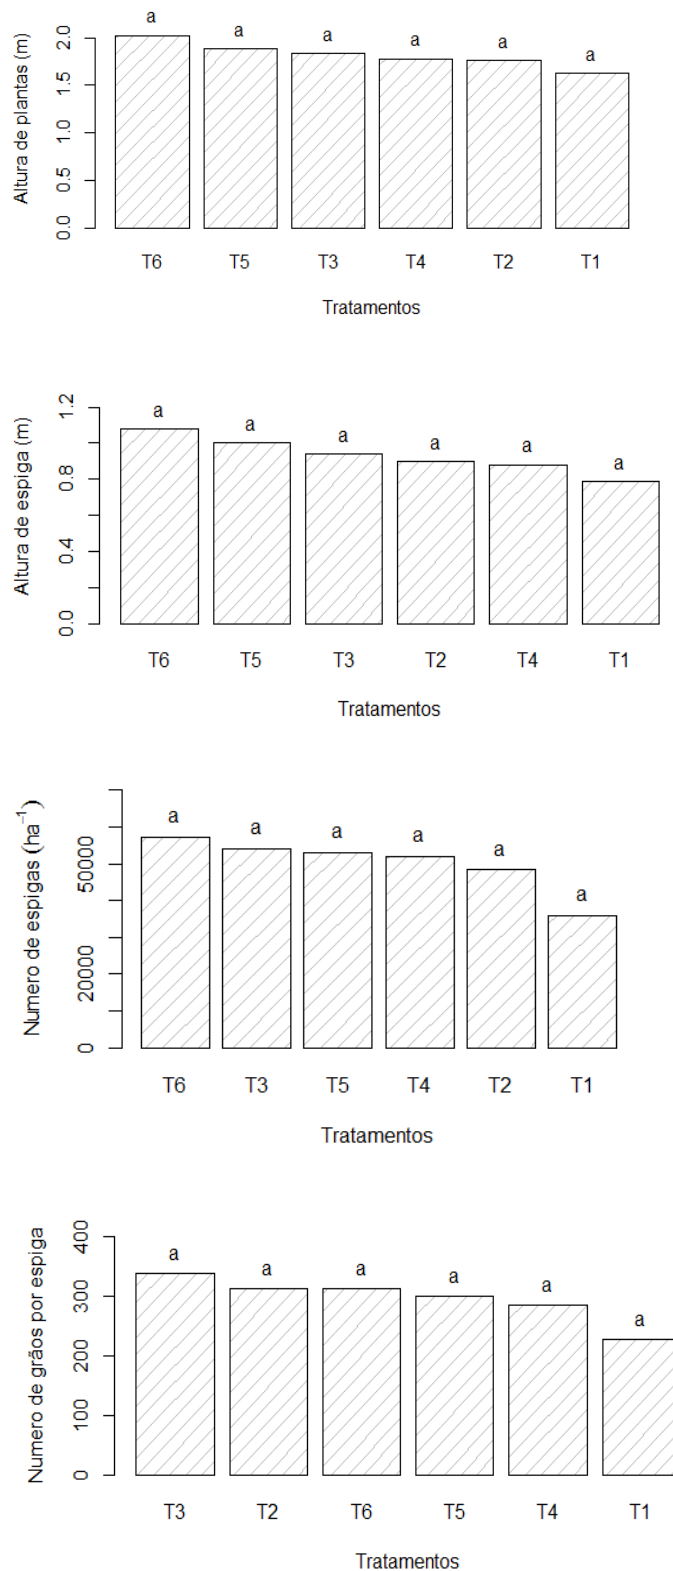 Altura de plantas (m)
2.0
1.5
1.0
0.5
0.0
a a a a a a
T6 T5 T3 T4 T2 T1
Tratamentos
Altura de espiga (m)
1.2
0.8
0.4
0.0
a a a a a a
T6 T5 T3 T2 T4 T1
Tratamentos
Numero de espigas (ha⁻¹)
50000
20000
0
a a a a a a
T6 T3 T5 T4 T2 T1
Tratamentos
Numero de grãos por espiga
400
300
200
100
0
a a a a a a
T3 T2 T6 T5 T4 T1
Tratamentos